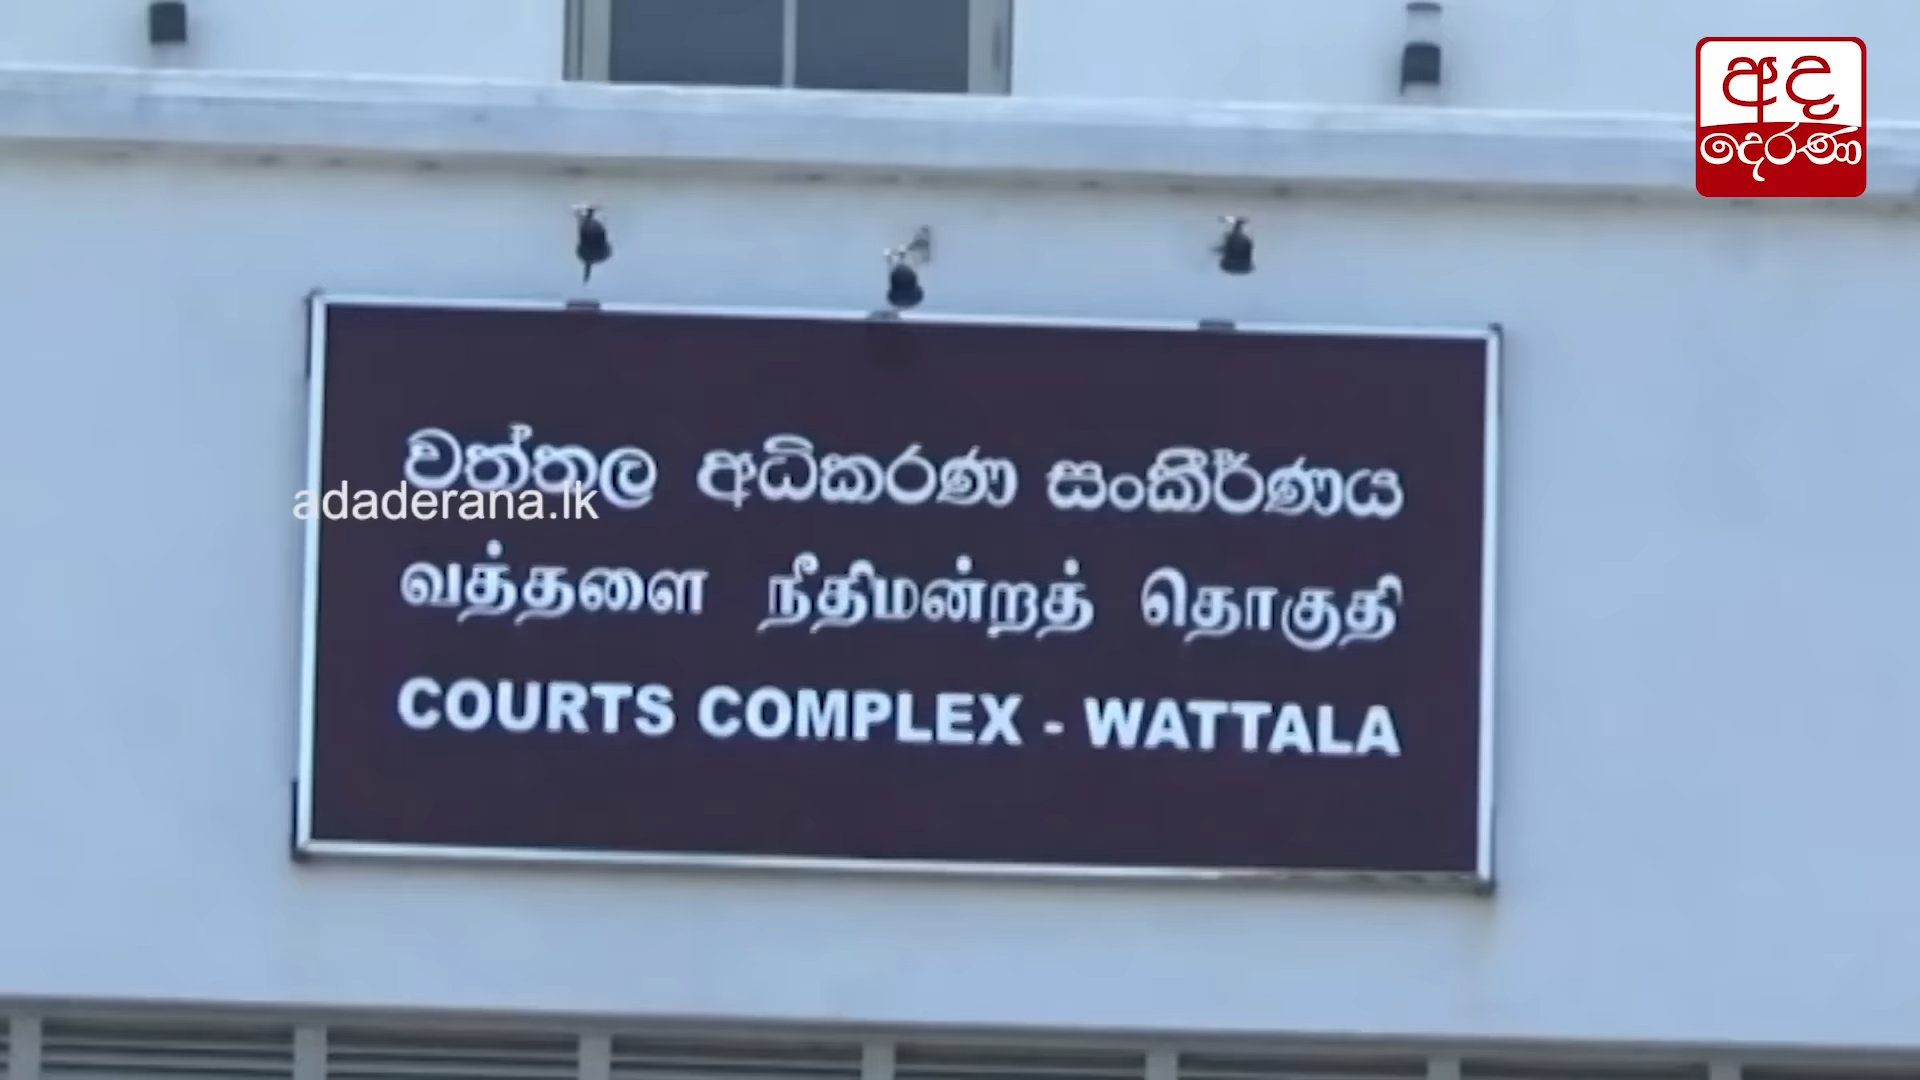 අද
දෙරණ
වත්තල අධිකරණ සංකීර්ණය
adaderana.lk
வத்தளை நீதிமன்றத் தொகுதி
COURTS COMPLEX - WATTALA